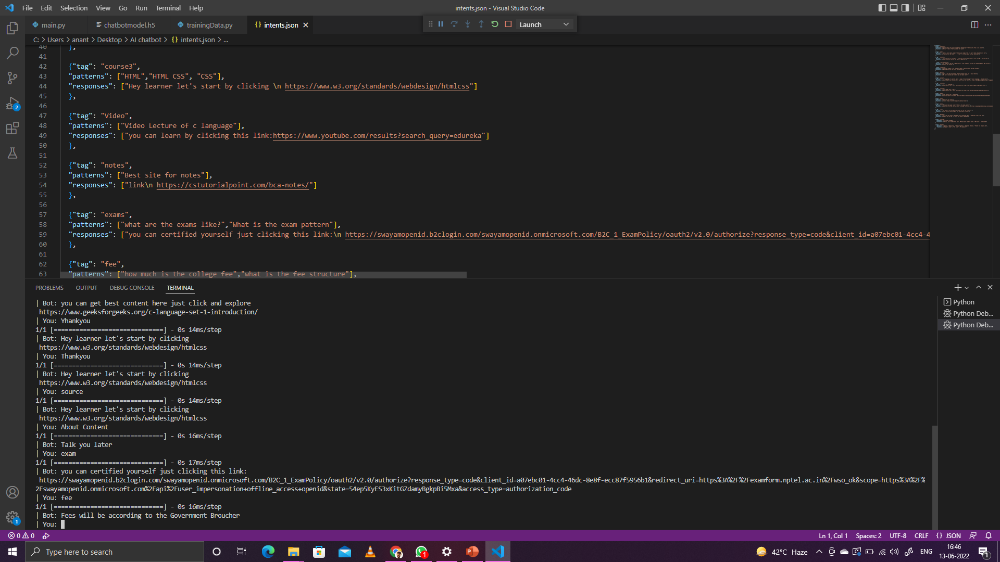 File Edit Selection View Go Run Terminal Help
intents.json - Visual Studio Code
main.py chatbotmodel.h5 trainingData.py {} intents.json
Launch
C: > Users > anant > Desktop > AI chatbot > {} intents.json > ...
40 },
41
42 {"tag": "course3",
43 "patterns": ["HTML","HTML CSS", "CSS"],
44 "responses": ["Hey learner let's start by clicking \n https://www.w3.org/standards/webdesign/htmlcss"]
45 },
46
47 {"tag": "Video",
48 "patterns": ["Video Lecture of c language"],
49 "responses": ["you can learn by clicking this link:https://www.youtube.com/results?search_query=edureka"]
50 },
51
52 {"tag": "notes",
53 "patterns": ["Best site for notes"],
54 "responses": ["link\n https://cstutorialpoint.com/bca-notes/"]
55 },
56
57 {"tag": "exams",
58 "patterns": ["what are the exams like?","What is the exam pattern"],
59 "responses": ["you can certified yourself just clicking this link:\n https://swayamopenid.b2clogin.com/swayamopenid.onmicrosoft.com/B2C_1_ExamPolicy/oauth2/v2.0/authorize?response_type=code&client_id=a07ebc01-4cc4-4
60 },
61
62 {"tag": "fee",
63 "patterns": ["how much is the college fee","what is the fee structure"],
PROBLEMS OUTPUT DEBUG CONSOLE TERMINAL
| Bot: you can get best content here just click and explore
https://www.geeksforgeeks.org/c-language-set-1-introduction/
| You: Yhankyou
1/1 [==============================] - 0s 14ms/step
| Bot: Hey learner let's start by clicking
https://www.w3.org/standards/webdesign/htmlcss
| You: Thankyou
1/1 [==============================] - 0s 14ms/step
| Bot: Hey learner let's start by clicking
https://www.w3.org/standards/webdesign/htmlcss
| You: source
1/1 [==============================] - 0s 14ms/step
| Bot: Hey learner let's start by clicking
https://www.w3.org/standards/webdesign/htmlcss
| You: About Content
1/1 [==============================] - 0s 16ms/step
| Bot: Talk you later
| You: exam
1/1 [==============================] - 0s 17ms/step
| Bot: you can certified yourself just clicking this link:
https://swayamopenid.b2clogin.com/swayamopenid.onmicrosoft.com/B2C_1_ExamPolicy/oauth2/v2.0/authorize?response_type=code&client_id=a07ebc01-4cc4-46dc-8e8f-ecc87f5956b1&redirect_uri=https%3A%2F%2Fexamform.nptel.ac.in%2Fwso_ok&scope=https%3A%2F%
2Fswayamopenid.onmicrosoft.com%2Fapi%2Fuser_impersonation+offline_access+openid&state=54ep5KyES3xKitGZdamyBgkpBi5Mxa&access_type=authorization_code
| You: fee
1/1 [==============================] - 0s 16ms/step
| Bot: Fees will be according to the Government Broucher
| You:
Python
Python Deb...
Python Deb...
2
1
0 0
Ln 1, Col 1 Spaces: 2 UTF-8 CRLF {} JSON
Type here to search
1
42°C Haze
ENG
16:46
13-06-2022
1